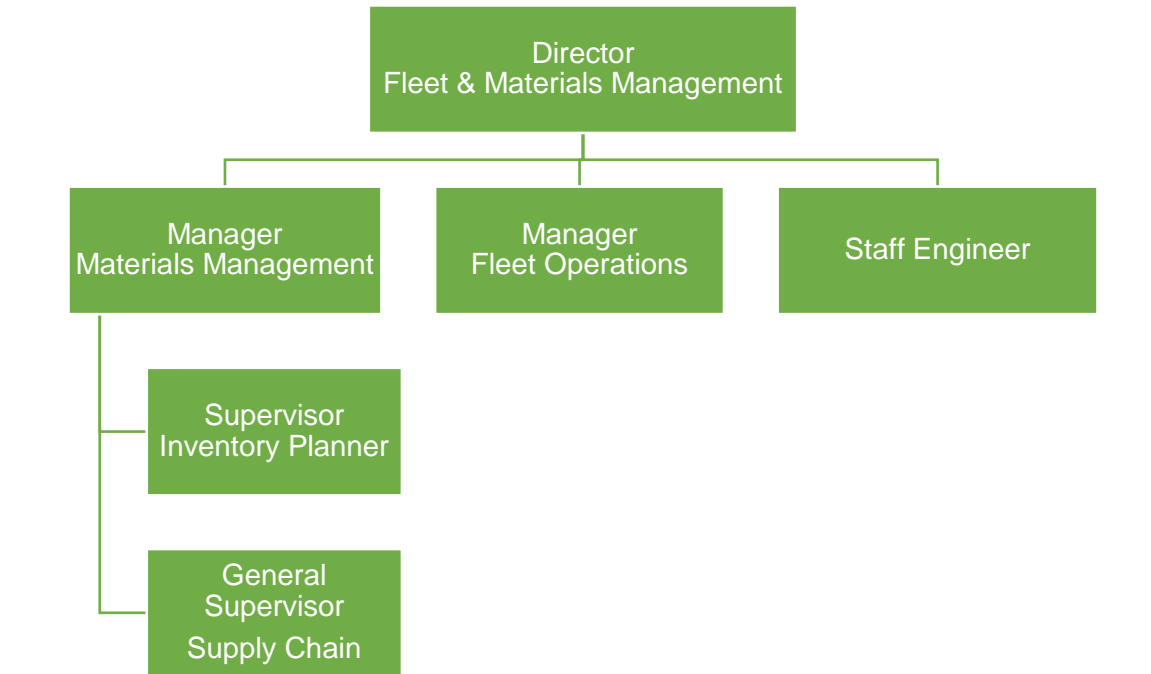 Director
Fleet & Materials Management
Manager
Materials Management
Manager
Fleet Operations
Staff Engineer
Supervisor
Inventory Planner
General
Supervisor
Supply Chain